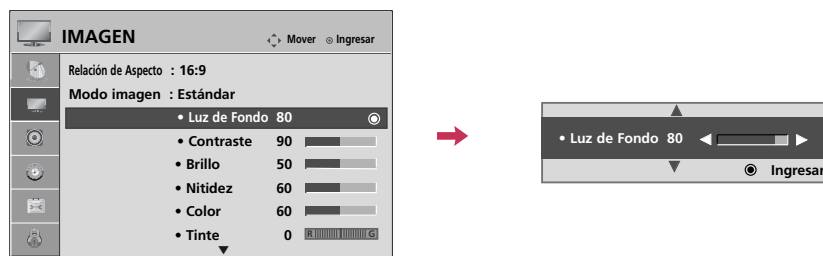 IMAGEN
Mover Ingresar
Relación de Aspecto : 16:9
Modo imagen : Estándar
• Luz de Fondo 80
• Contraste 90
• Brillo 50
• Nitidez 60
• Color 60
• Tinte 0 R G
• Luz de Fondo 80
Ingresar